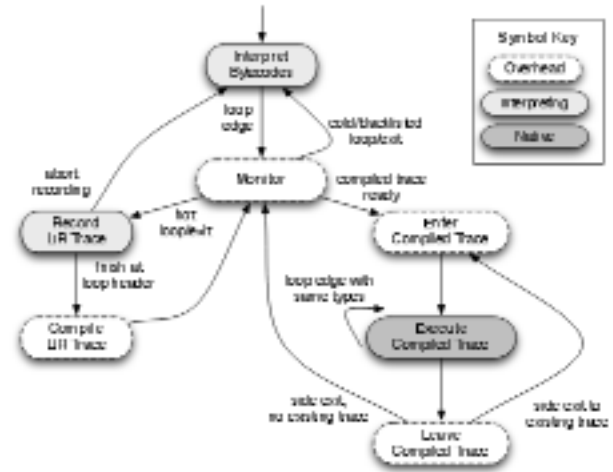 Symbol Key
Overhead
Interpreting
Native
Interpret
Bytecodes
loop
edge
cold/blacklisted
loop/exit
abort
recording
Monitor
compiled trace
ready
hot
loop/exit
Record
LIR Trace
Enter
Compiled Trace
finish at
loop header
loop edge with
same types
Compile
LIR Trace
Execute
Compiled Trace
side exit,
no existing trace
side exit to
existing trace
Leave
Compiled Trace